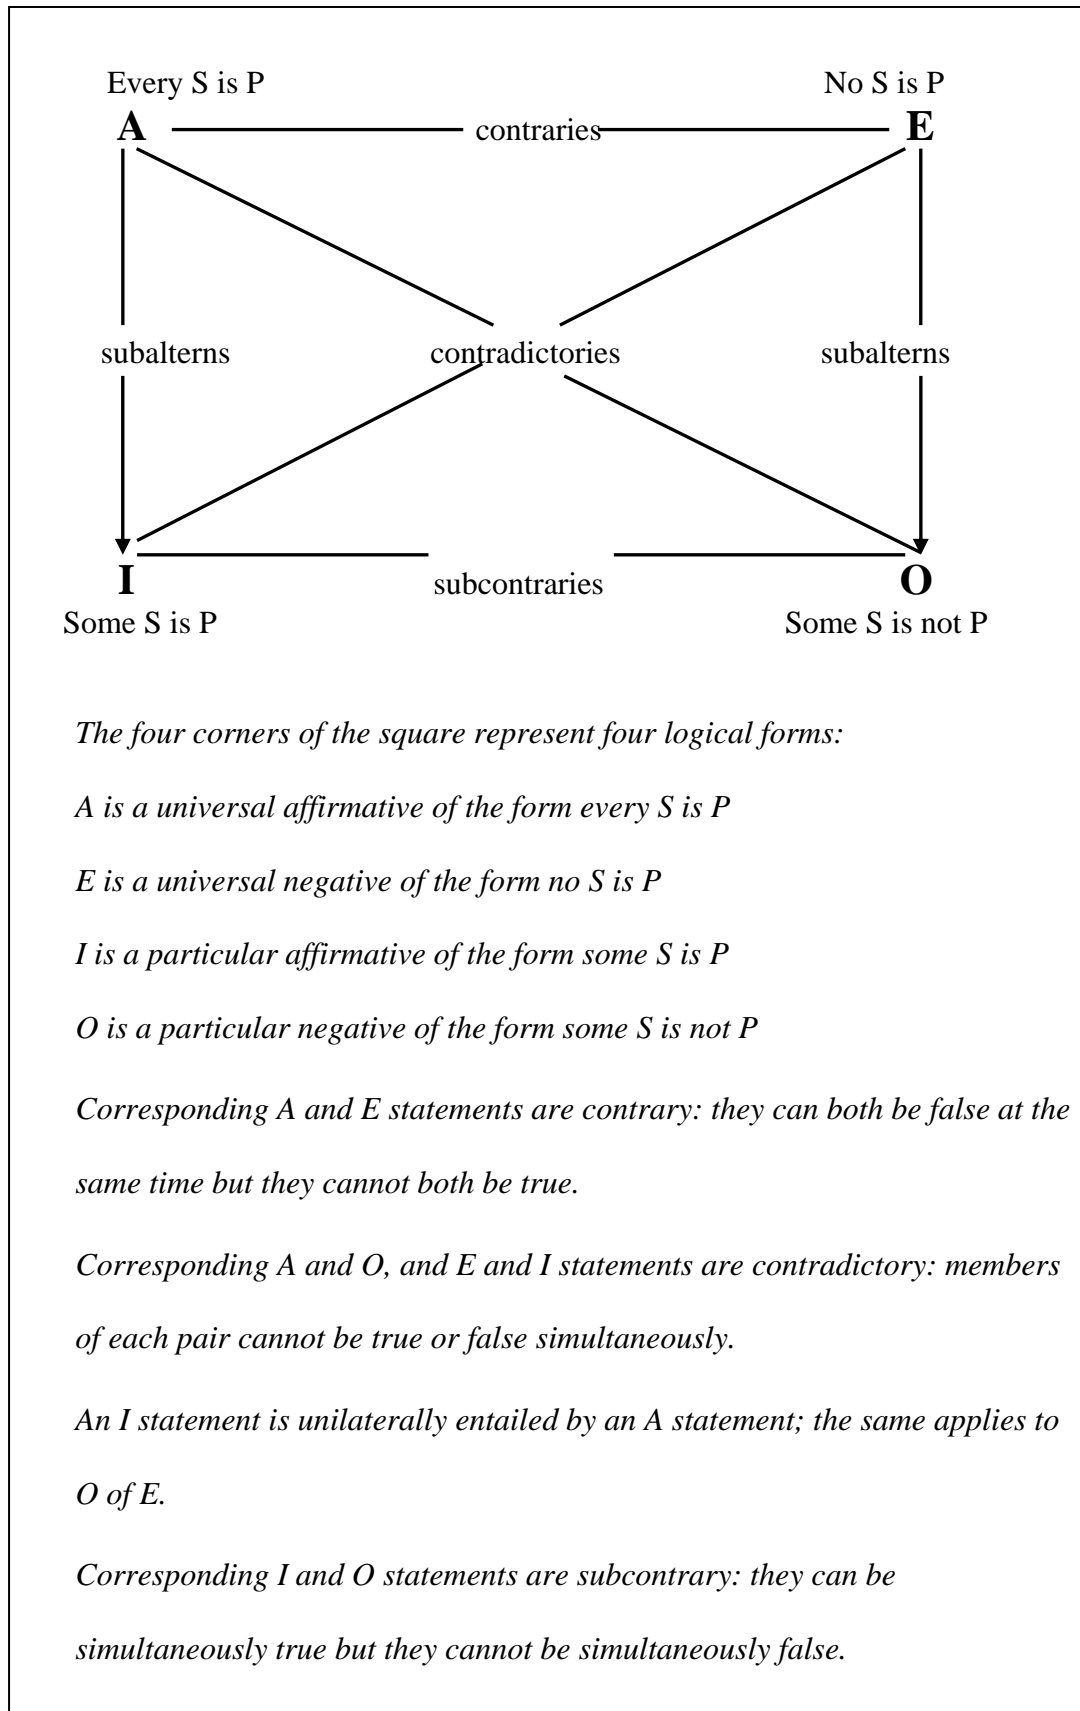 Every S is P No S is P
A contraries E
subalterns contradictories subalterns
I subcontraries O
Some S is P Some S is not P
The four corners of the square represent four logical forms:
A is a universal affirmative of the form every S is P
E is a universal negative of the form no S is P
I is a particular affirmative of the form some S is P
O is a particular negative of the form some S is not P
Corresponding A and E statements are contrary: they can both be false at the
same time but they cannot both be true.
Corresponding A and O, and E and I statements are contradictory: members
of each pair cannot be true or false simultaneously.
An I statement is unilaterally entailed by an A statement; the same applies to
O of E.
Corresponding I and O statements are subcontrary: they can be
simultaneously true but they cannot be simultaneously false.